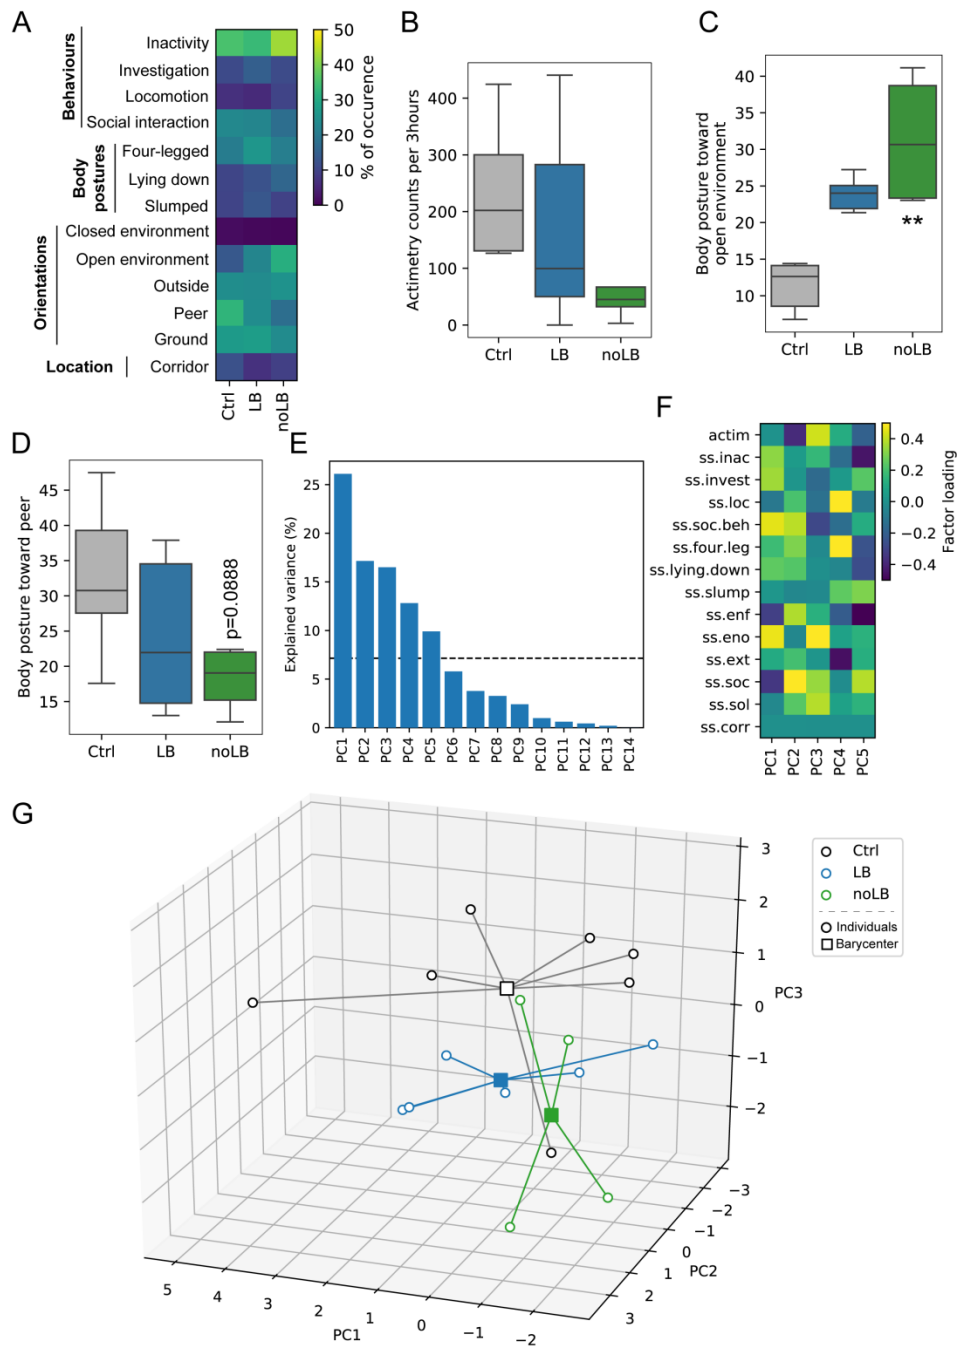 A
Behaviours
Inactivity
Investigation
Locomotion
Social interaction
Body
postures
Four-legged
Lying down
Slumped
Orientations
Closed environment
Open environment
Outside
Peer
Ground
Location
Corridor
Ctrl
LB
noLB
50
40
30
20
10
0
% of occurence
B
Actimetry counts per 3hours
400
300
200
100
0
Ctrl
LB
noLB
C
Body posture toward
open environment
40
35
30
25
20
15
10
**
Ctrl
LB
noLB
D
Body posture toward peer
45
40
35
30
25
20
15
p=0.0888
Ctrl
LB
noLB
E
Explained variance (%)
25
20
15
10
5
0
PC1
PC2
PC3
PC4
PC5
PC6
PC7
PC8
PC9
PC10
PC11
PC12
PC13
PC14
F
actim
ss.inac
ss.invest
ss.loc
ss.soc.beh
ss.four.leg
ss.lying.down
ss.slump
ss.enf
ss.eno
ss.ext
ss.soc
ss.sol
ss.corr
PC1
PC2
PC3
PC4
PC5
0.4
0.2
0.0
−0.2
−0.4
Factor loading
G
3
2
1
0
−1
−2
PC3
−3
−2
−1
0
1
2
3
PC2
5
4
3
2
1
0
−1
−2
PC1
Ctrl
LB
noLB
Individuals
Barycenter